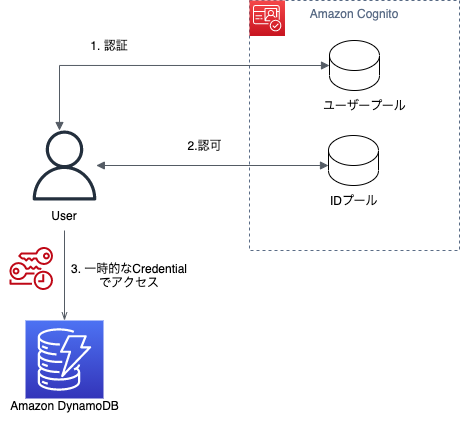 Amazon Cognito
1. 認証
ユーザープール
2.認可
IDプール
User
3. 一時的なCredential
でアクセス
Amazon DynamoDB